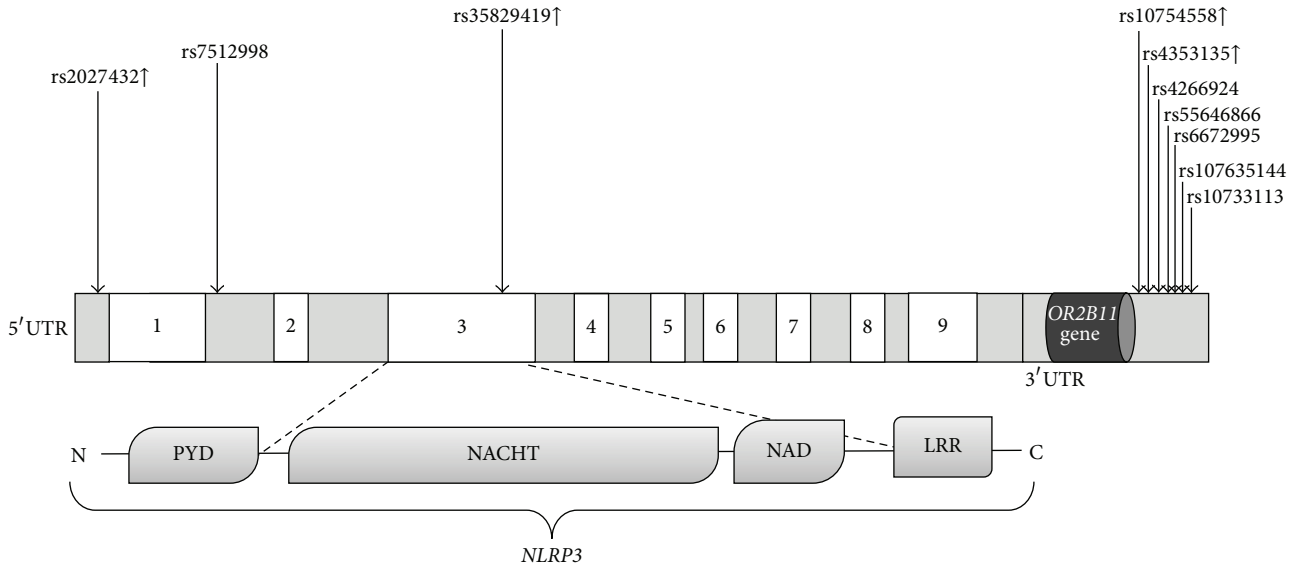 rs35829419↑
rs10754558↑
rs7512998
rs4353135↑
rs2027432↑
rs4266924
rs55646866
rs6672995
rs107635144
rs10733113
5′UTR
1
2
3
4
5
6
7
8
9
OR2B11
gene
3′UTR
N
PYD
NACHT
NAD
LRR
C
NLRP3